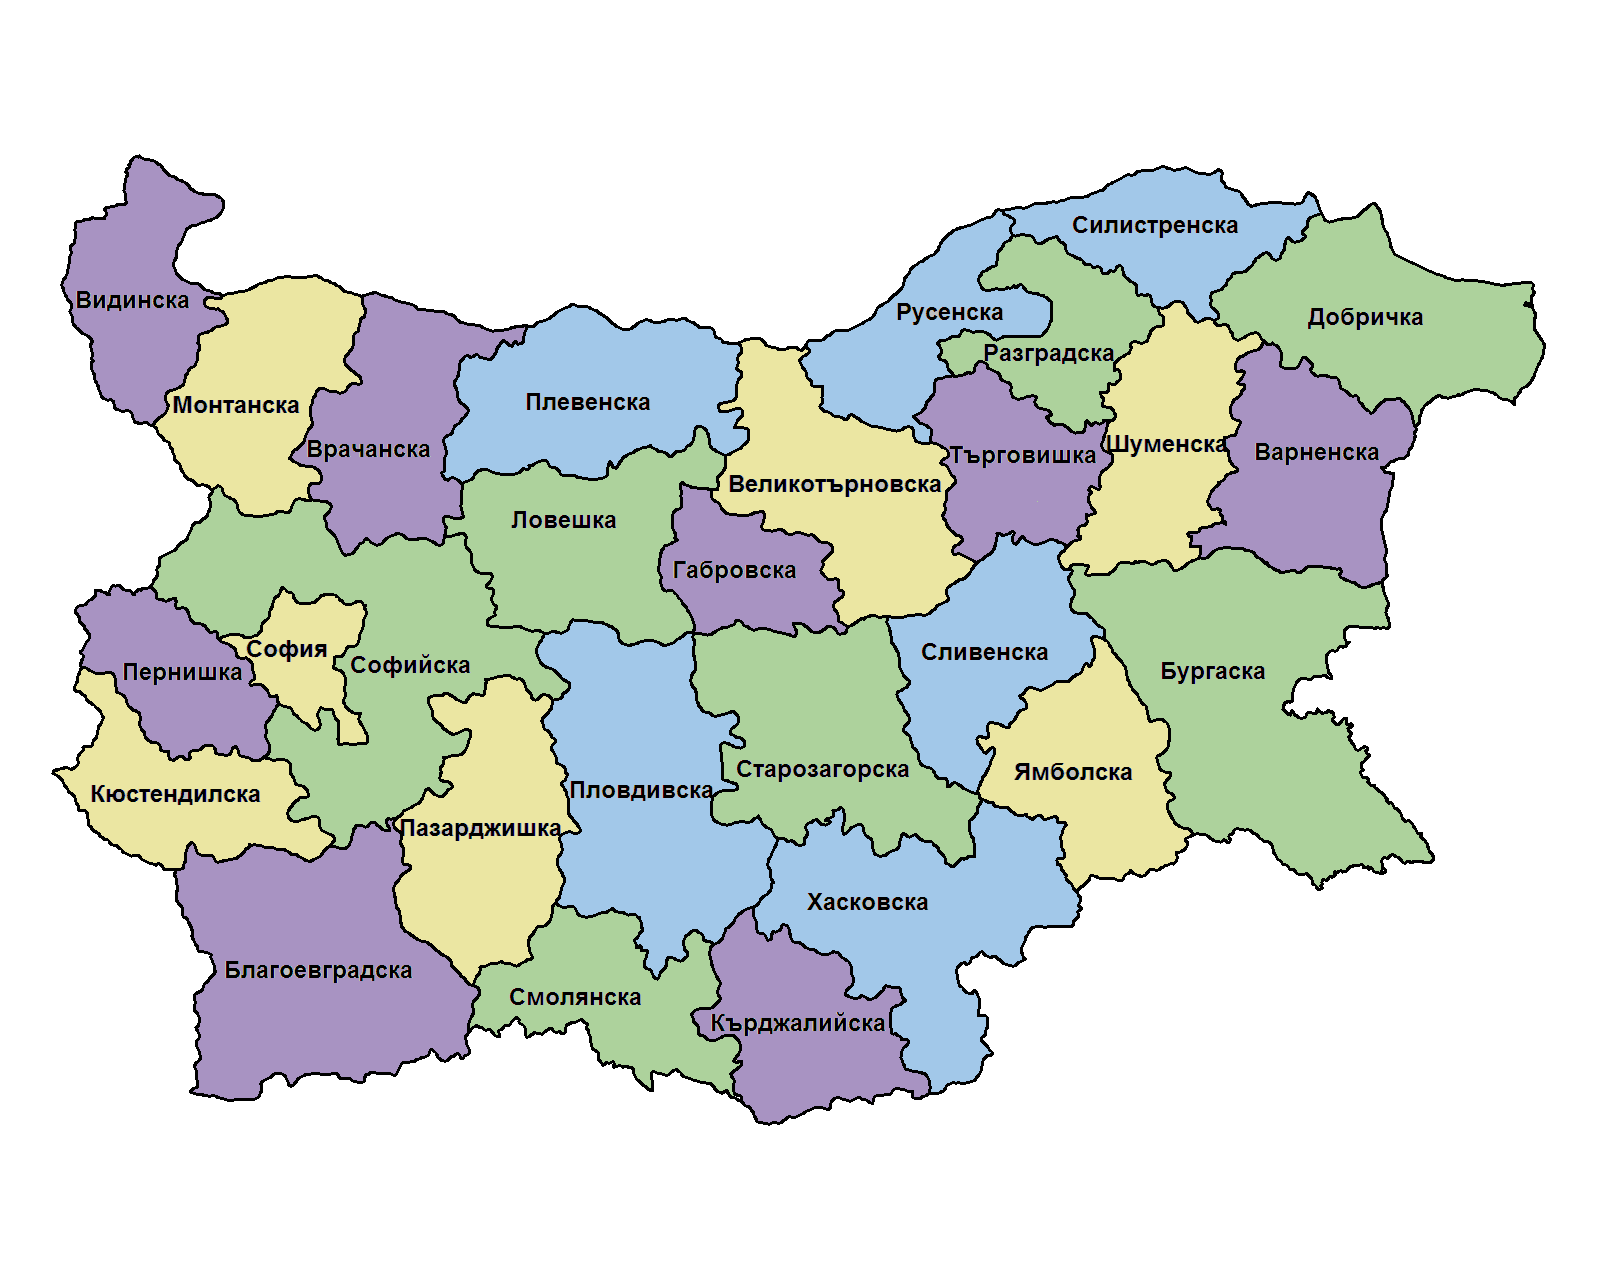 Силистренска
Видинска
Русенска
Добричка
Разградска
Монтанска
Плевенска
Врачанска
Търговишка
Шуменска
Варненска
Великотърновска
Ловешка
Габровска
София
Сливенска
Пернишка
Софийска
Бургаска
Старозагорска
Ямболска
Кюстендилска
Пловдивска
Пазарджишка
Хасковска
Благоевградска
Смолянска
Кърджалийска